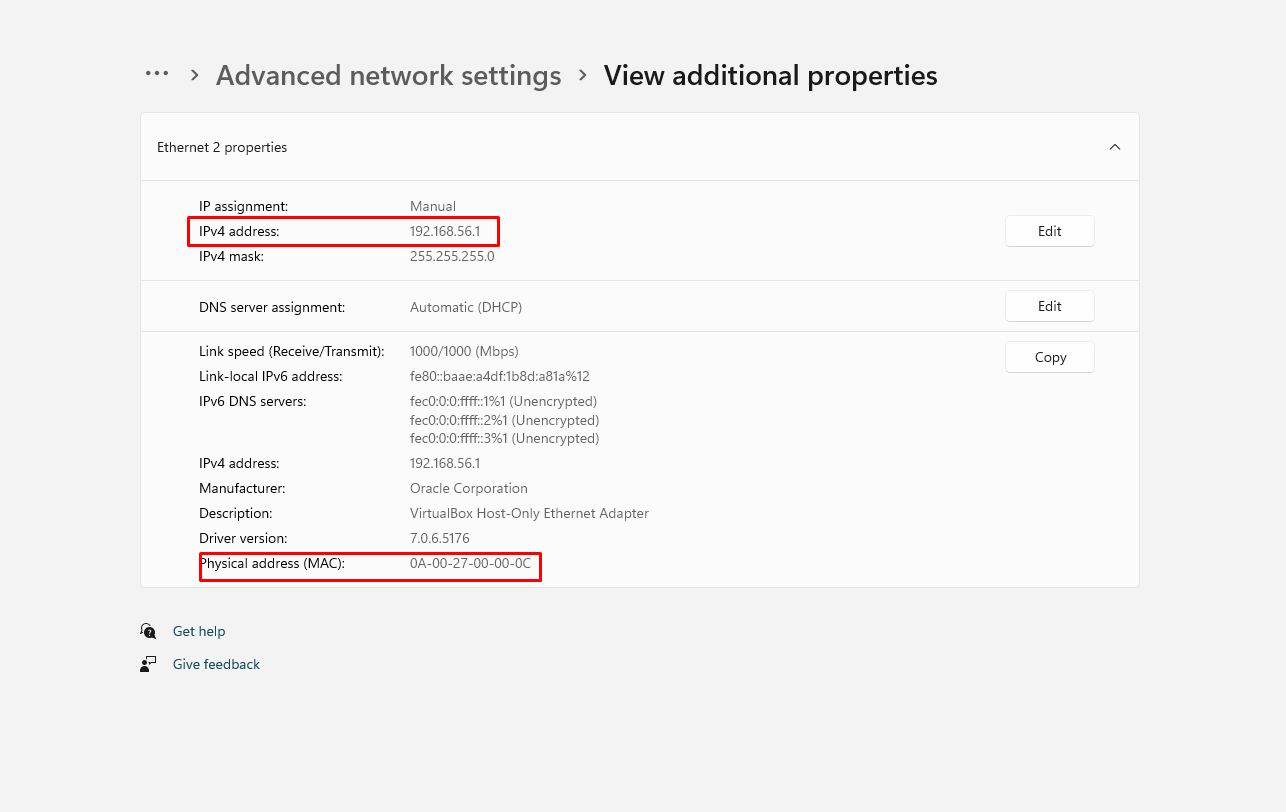 ··· > Advanced network settings > View additional properties
Ethernet 2 properties
IP assignment: Manual
IPv4 address: 192.168.56.1
IPv4 mask: 255.255.255.0
Edit
DNS server assignment: Automatic (DHCP)
Edit
Link speed (Receive/Transmit): 1000/1000 (Mbps)
Copy
Link-local IPv6 address: fe80::baae:a4df:1b8d:a81a%12
IPv6 DNS servers: fec0:0:0:ffff::1%1 (Unencrypted)
fec0:0:0:ffff::2%1 (Unencrypted)
fec0:0:0:ffff::3%1 (Unencrypted)
IPv4 address: 192.168.56.1
Manufacturer: Oracle Corporation
Description: VirtualBox Host-Only Ethernet Adapter
Driver version: 7.0.6.5176
Physical address (MAC): 0A-00-27-00-00-0C
Get help
Give feedback